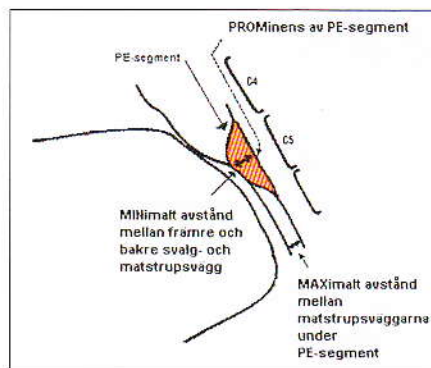 PROMinens av PE-segment
PE-segment
C4
C5
MINimalt avstånd
mellan främre och
bakre svalg- och
matstrupsvägg
MAXimalt avstånd
mellan
matstrupsväggarna
under
PE-segment